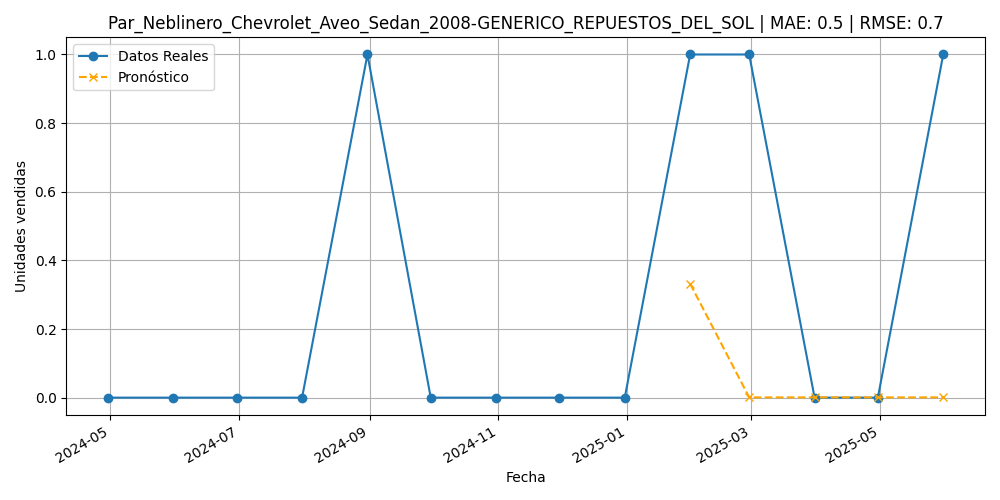 Par_Neblinero_Chevrolet_Aveo_Sedan_2008-GENERICO_REPUESTOS_DEL_SOL | MAE: 0.5 | RMSE: 0.7
Datos Reales
Pronóstico
1.0
0.8
0.6
0.4
0.2
0.0
Unidades vendidas
2024-05
2024-07
2024-09
2024-11
2025-01
2025-03
2025-05
Fecha